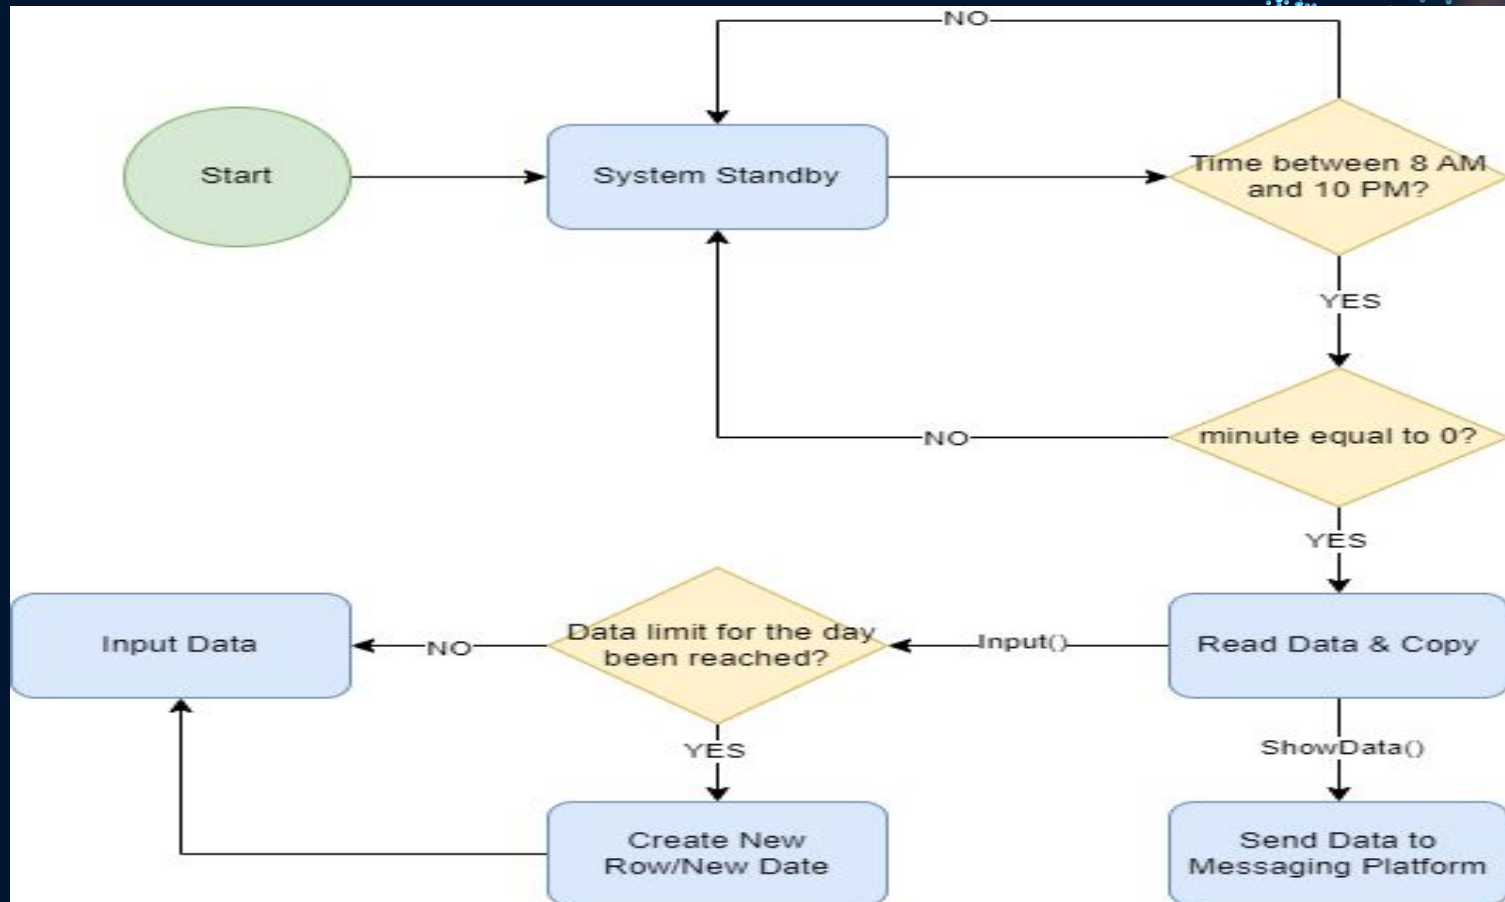 NO
Start
System Standby
Time between 8 AM
and 10 PM?
YES
NO
minute equal to 0?
YES
Input Data
NO
Data limit for the day
been reached?
Input()
Read Data & Copy
YES
ShowData()
Create New
Row/New Date
Send Data to
Messaging Platform